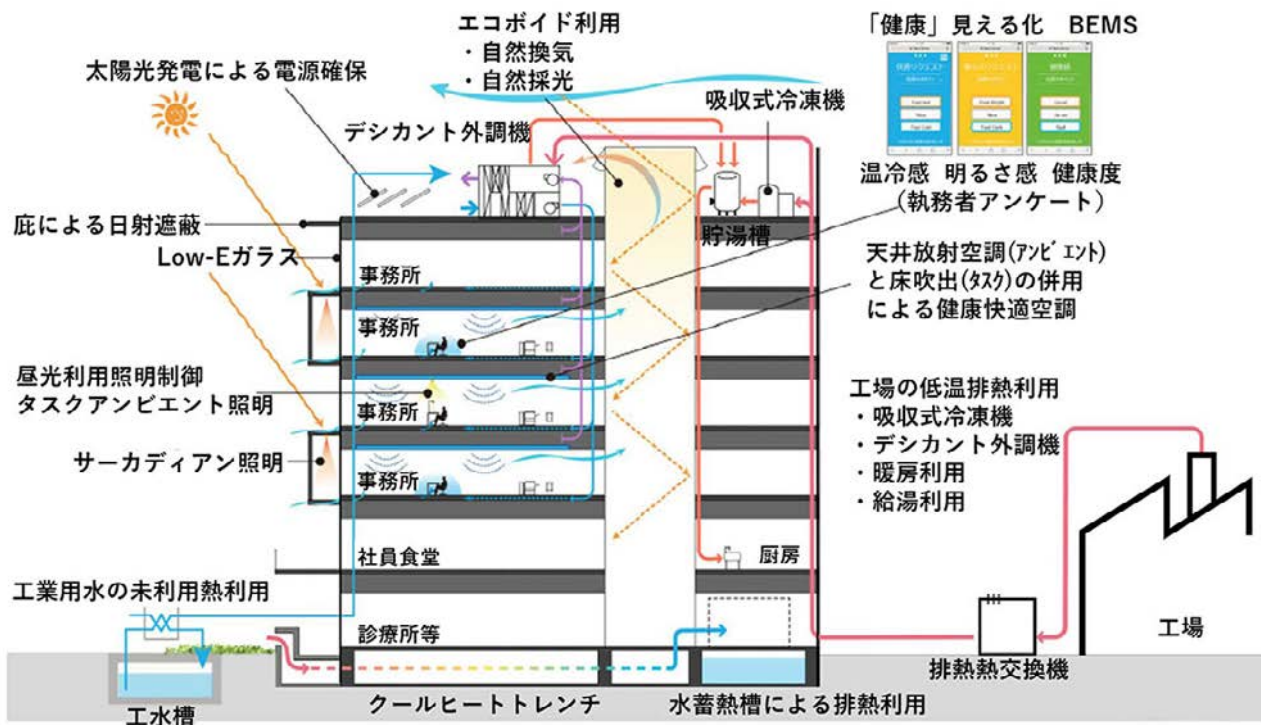 エコボイド利用
・自然換気
・自然採光
「健康」見える化 BEMS
太陽光発電による電源確保
デシカント外調機
吸収式冷凍機
温冷感 明るさ感 健康度
(執務者アンケート)
庇による日射遮蔽
Low-Eガラス
貯湯槽
天井放射空調(アンビエント)
と床吹出(タスク)の併用
による健康快適空調
事務所
事務所
昼光利用照明制御
タスクアンビエント照明
事務所
工場の低温排熱利用
・吸収式冷凍機
・デシカント外調機
・暖房利用
・給湯利用
サーカディアン照明
事務所
社員食堂
厨房
工業用水の未利用熱利用
診療所等
工場
排熱熱交換機
工水槽
クールヒートトレンチ
水蓄熱槽による排熱利用